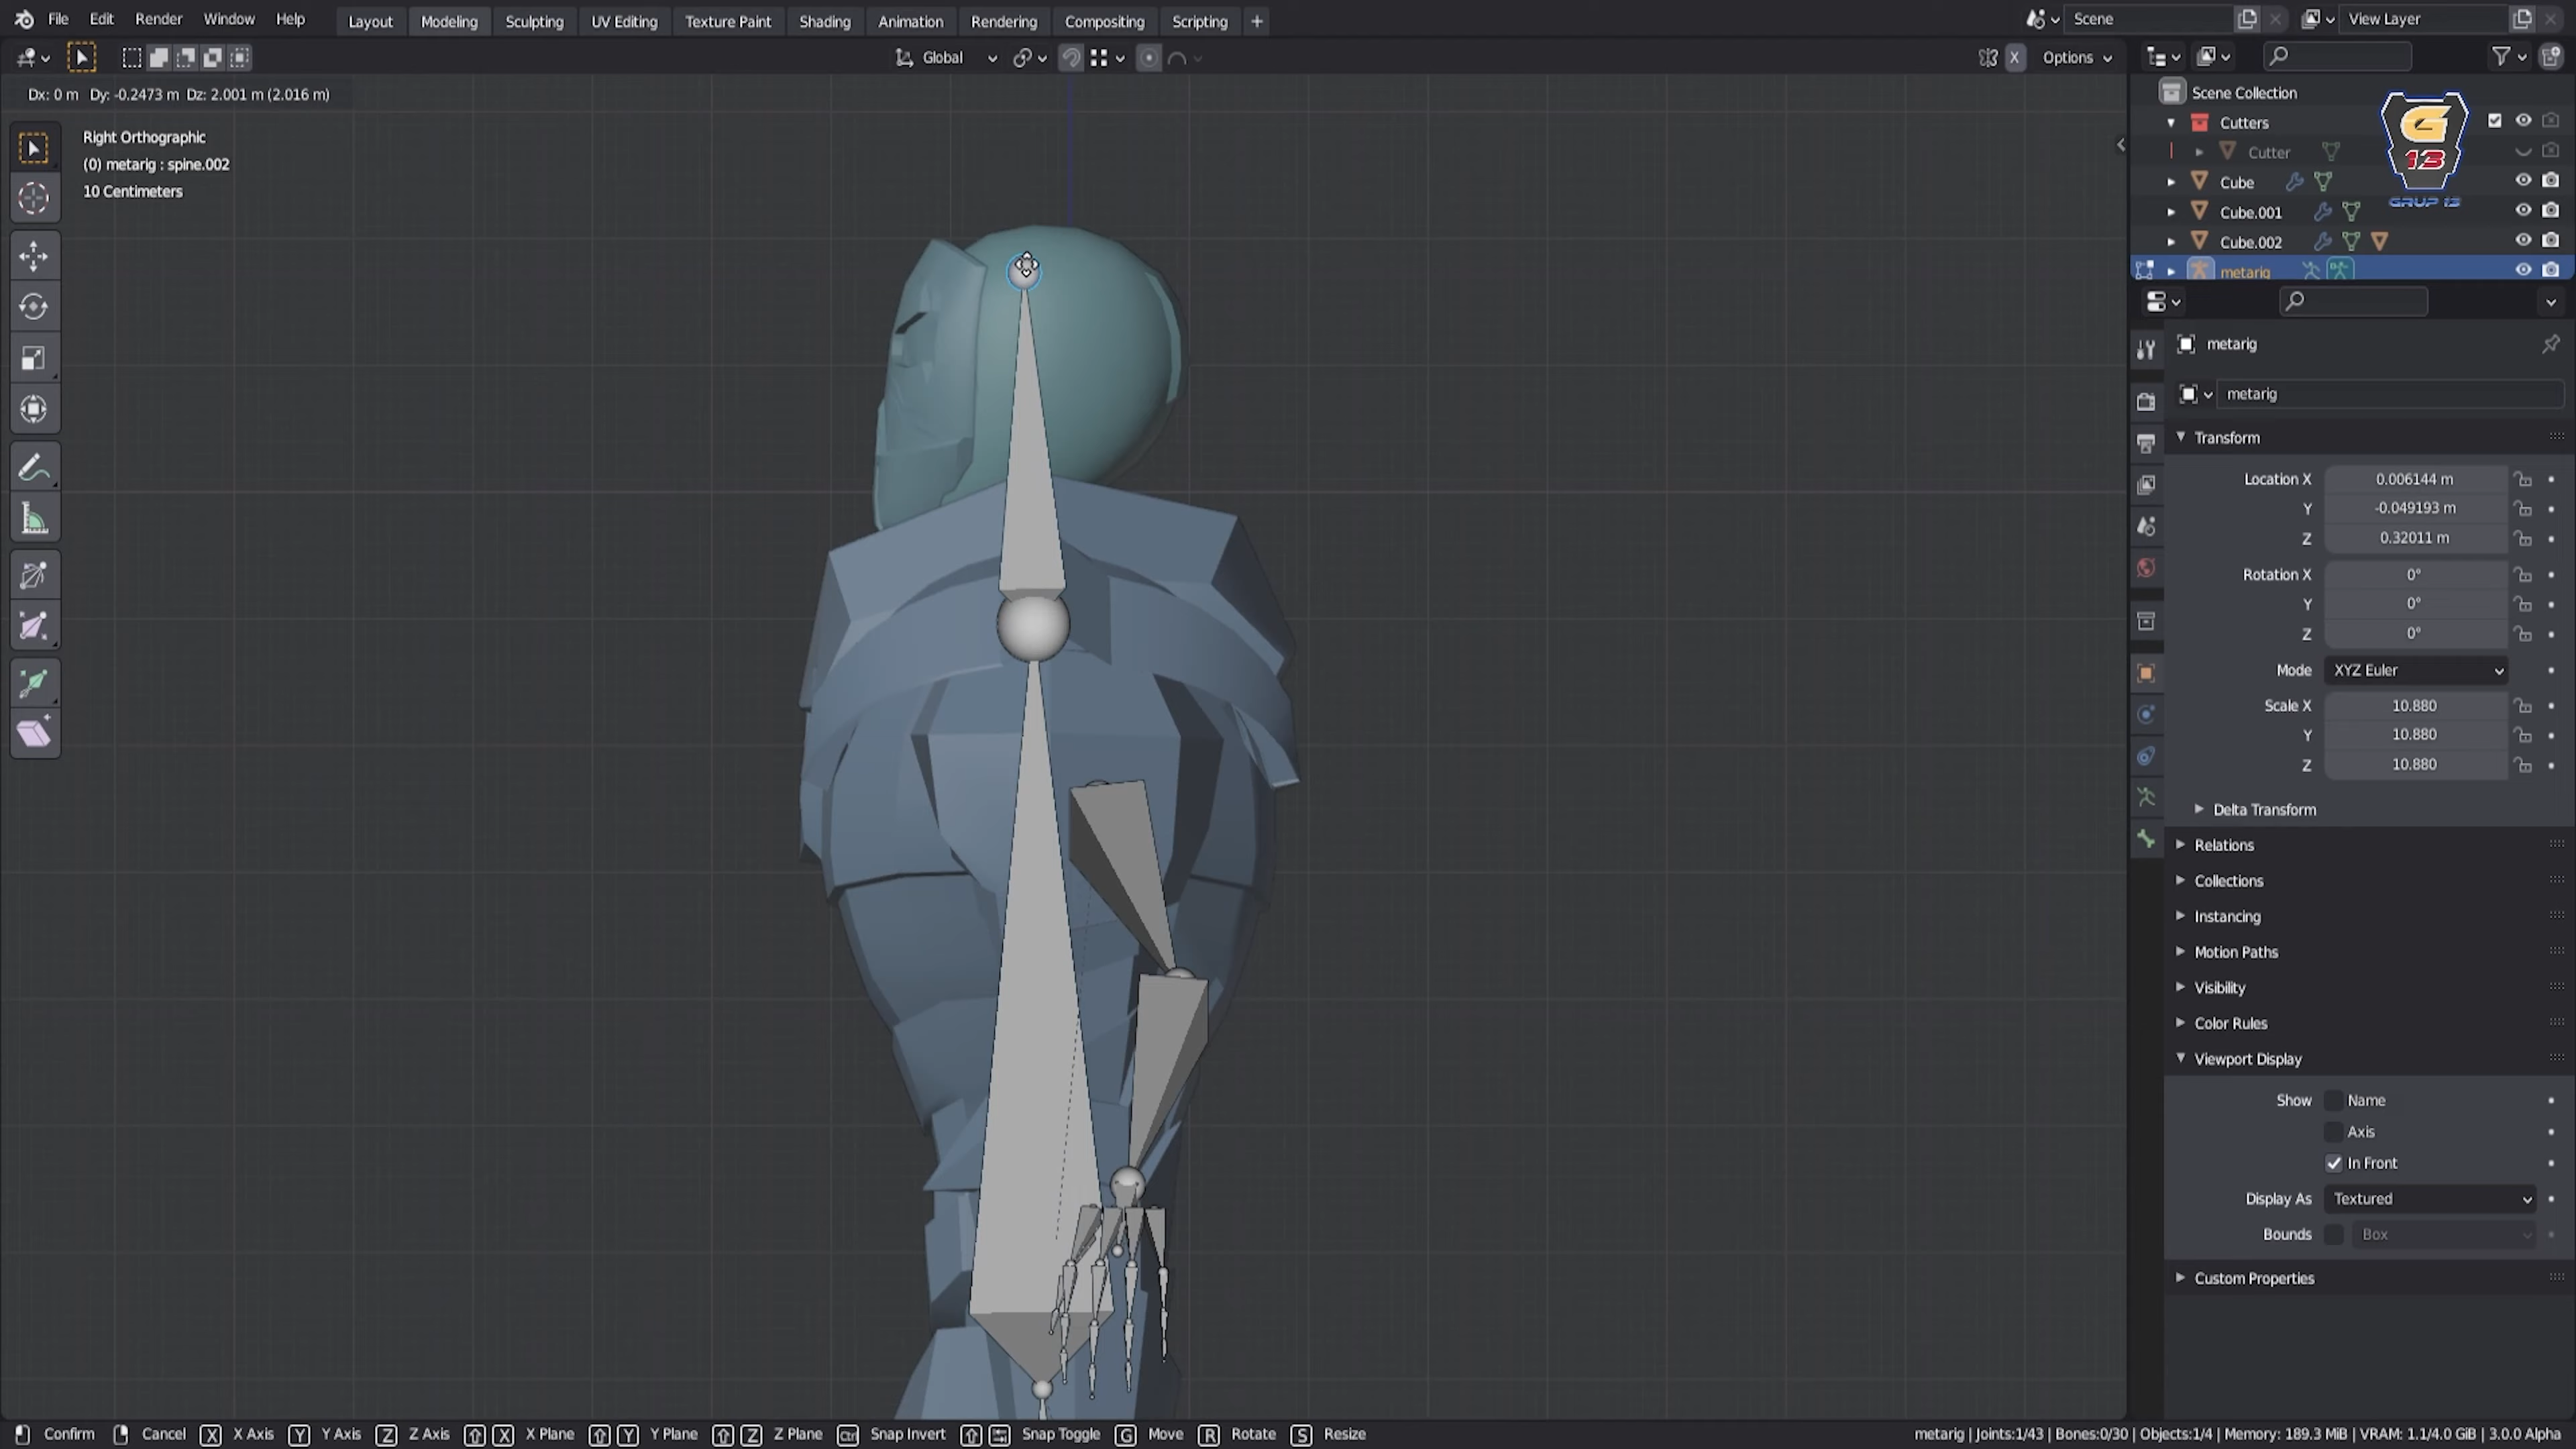 File Edit Render Window Help Layout Modeling Sculpting UV Editing Texture Paint Shading Animation Rendering Compositing Scripting + Scene View Layer
Global X Options
Dx: 0 m Dy: -0.2473 m Dz: 2.001 m (2.016 m)
Right Orthographic
(0) metarig : spine.002
10 Centimeters
Scene Collection
Cutters
Cutter
Cube
Cube.001
Cube.002
metarig
G
13
GRUP 13
metarig
metarig
Transform
Location X 0.006144 m
Y -0.049193 m
Z 0.32011 m
Rotation X 0°
Y 0°
Z 0°
Mode XYZ Euler
Scale X 10.880
Y 10.880
Z 10.880
Delta Transform
Relations
Collections
Instancing
Motion Paths
Visibility
Color Rules
Viewport Display
Show Name
Axis
In Front
Display As Textured
Bounds Box
Custom Properties
Confirm Cancel X X Axis Y Y Axis Z Z Axis X X Plane Y Y Plane Z Z Plane Ctrl Snap Invert Snap Toggle G Move R Rotate S Resize metarig | Joints:1/43 | Bones:0/30 | Objects:1/4 | Memory: 189.3 MiB | VRAM: 1.1/4.0 GiB | 3.0.0 Alpha